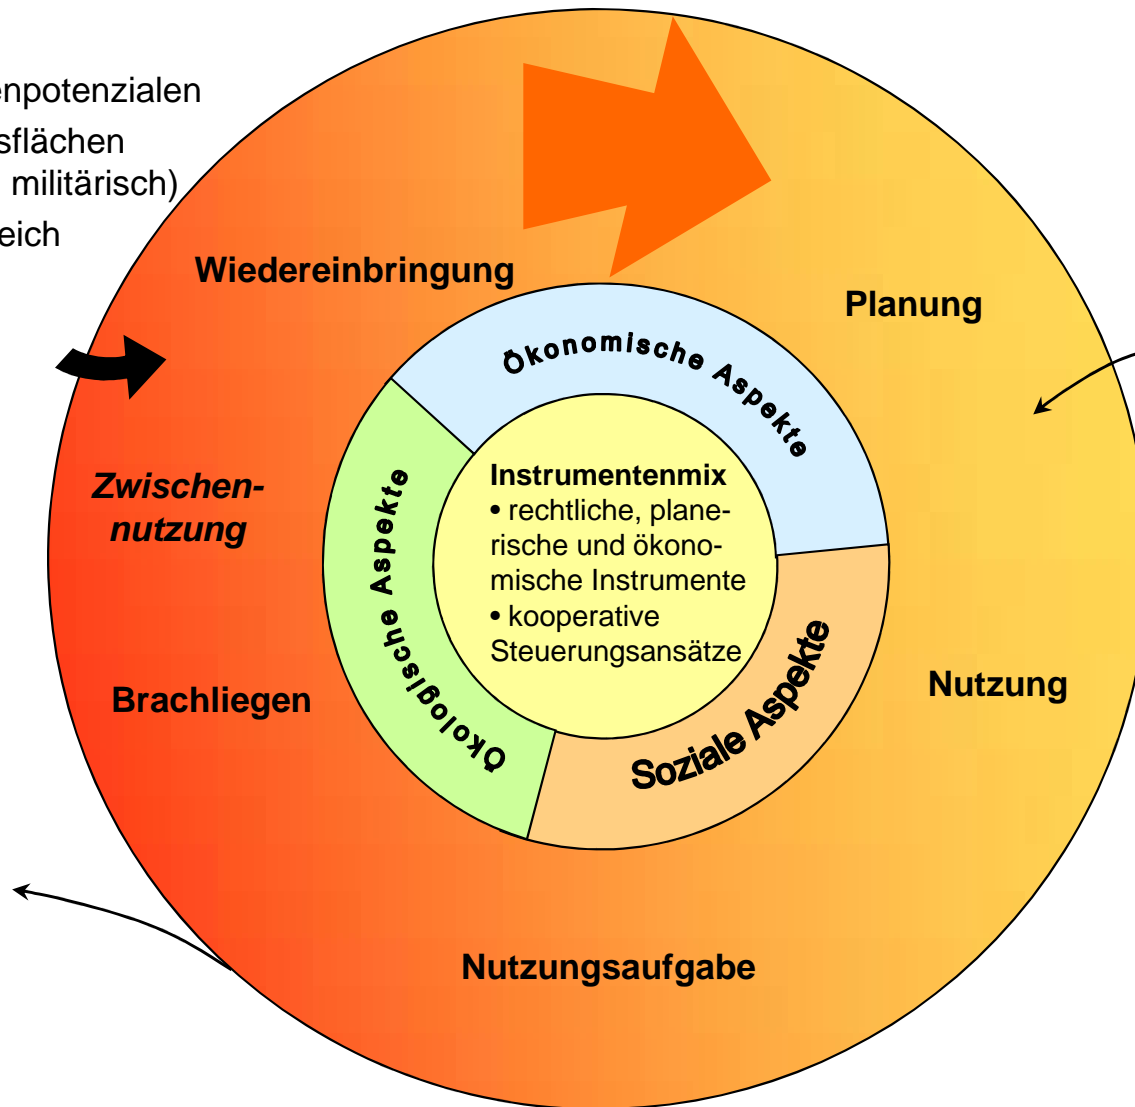 enpotenzialen
sflächen
militärisch)
eich
Wiedereinbringung
Planung
Ökonomische Aspekte
Zwischen-
nutzung
Ökologische Aspekte
Instrumentenmix
• rechtliche, plane-
rische und ökono-
mische Instrumente
• kooperative
Steuerungsansätze
Soziale Aspekte
Brachliegen
Nutzung
Nutzungsaufgabe